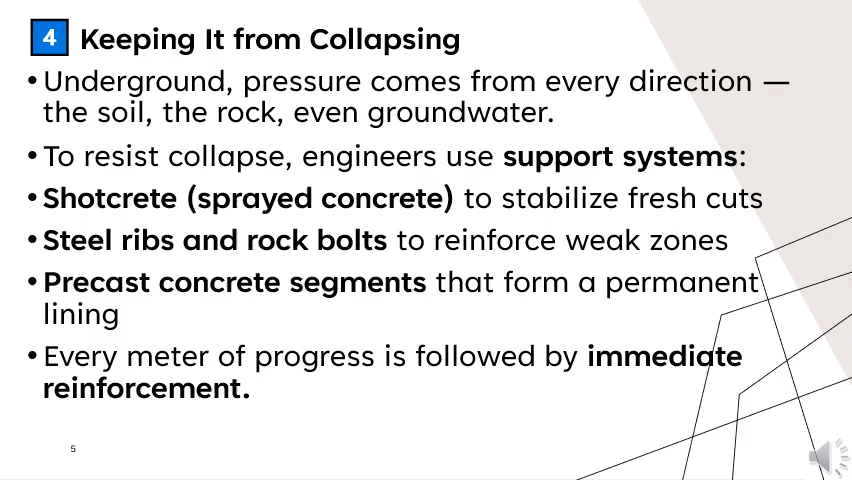 4 Keeping It from Collapsing
• Underground, pressure comes from every direction —
the soil, the rock, even groundwater.
• To resist collapse, engineers use support systems:
• Shotcrete (sprayed concrete) to stabilize fresh cuts
• Steel ribs and rock bolts to reinforce weak zones
• Precast concrete segments that form a permanent
lining
• Every meter of progress is followed by immediate
reinforcement.
5